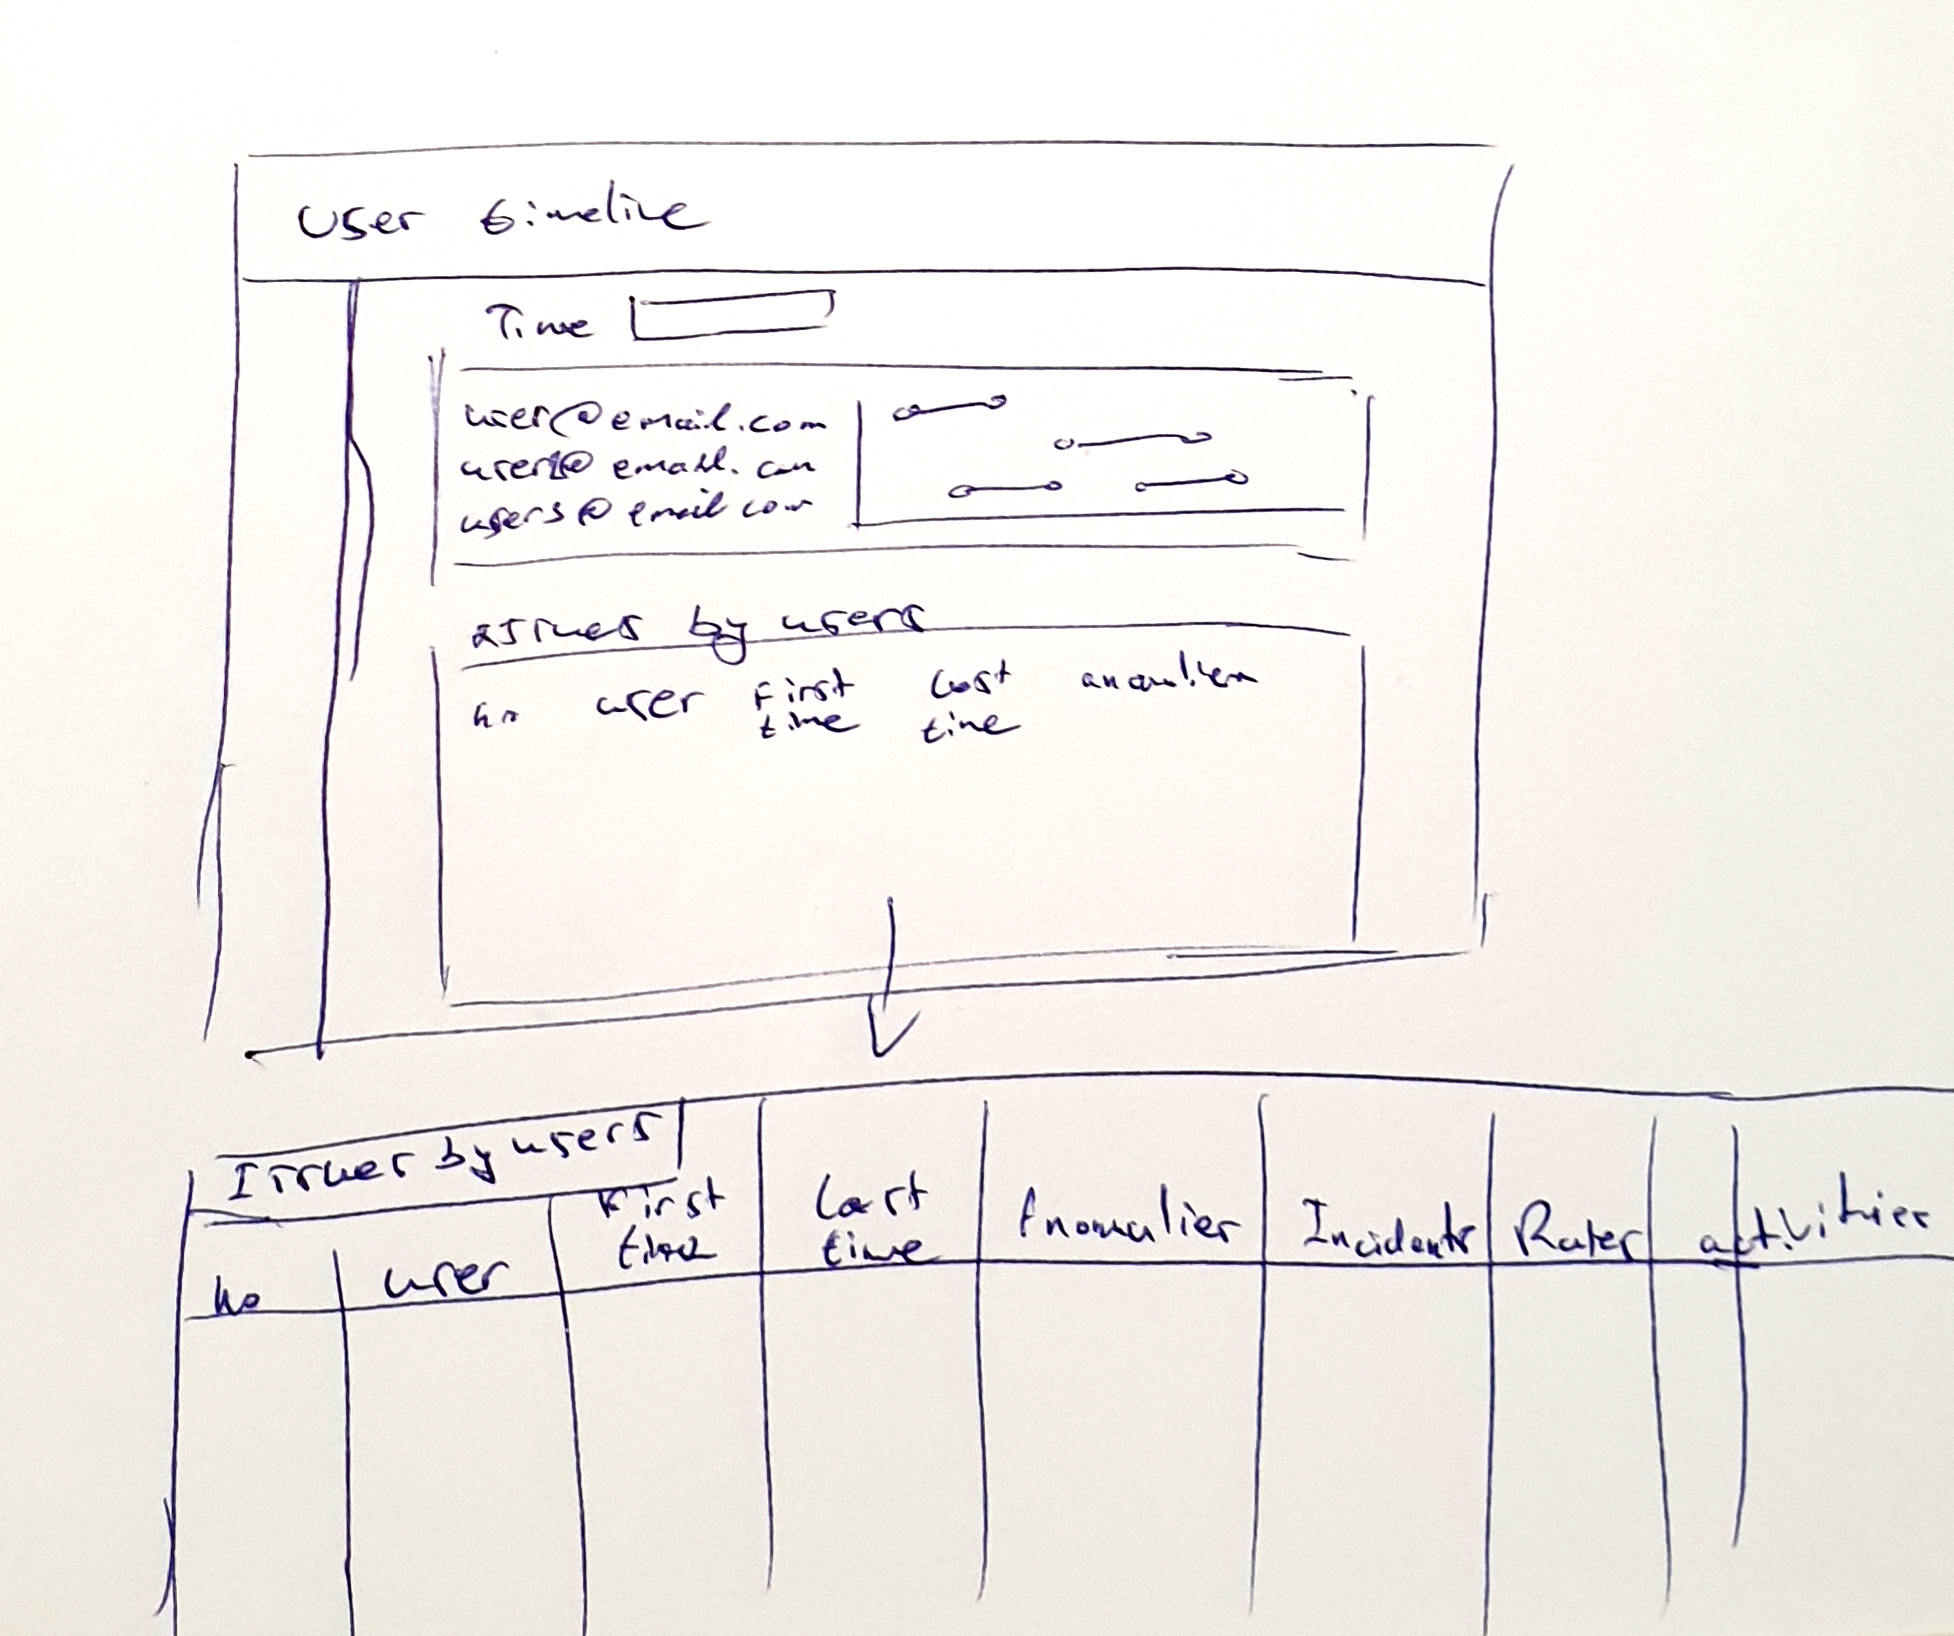 User timeline
Time
user@email.com
user2@email.com
user3@email com
Issues by users
no user First time Last time anomalies
Issues by users
no user First time Last time Anomalies Incidents Rates activities